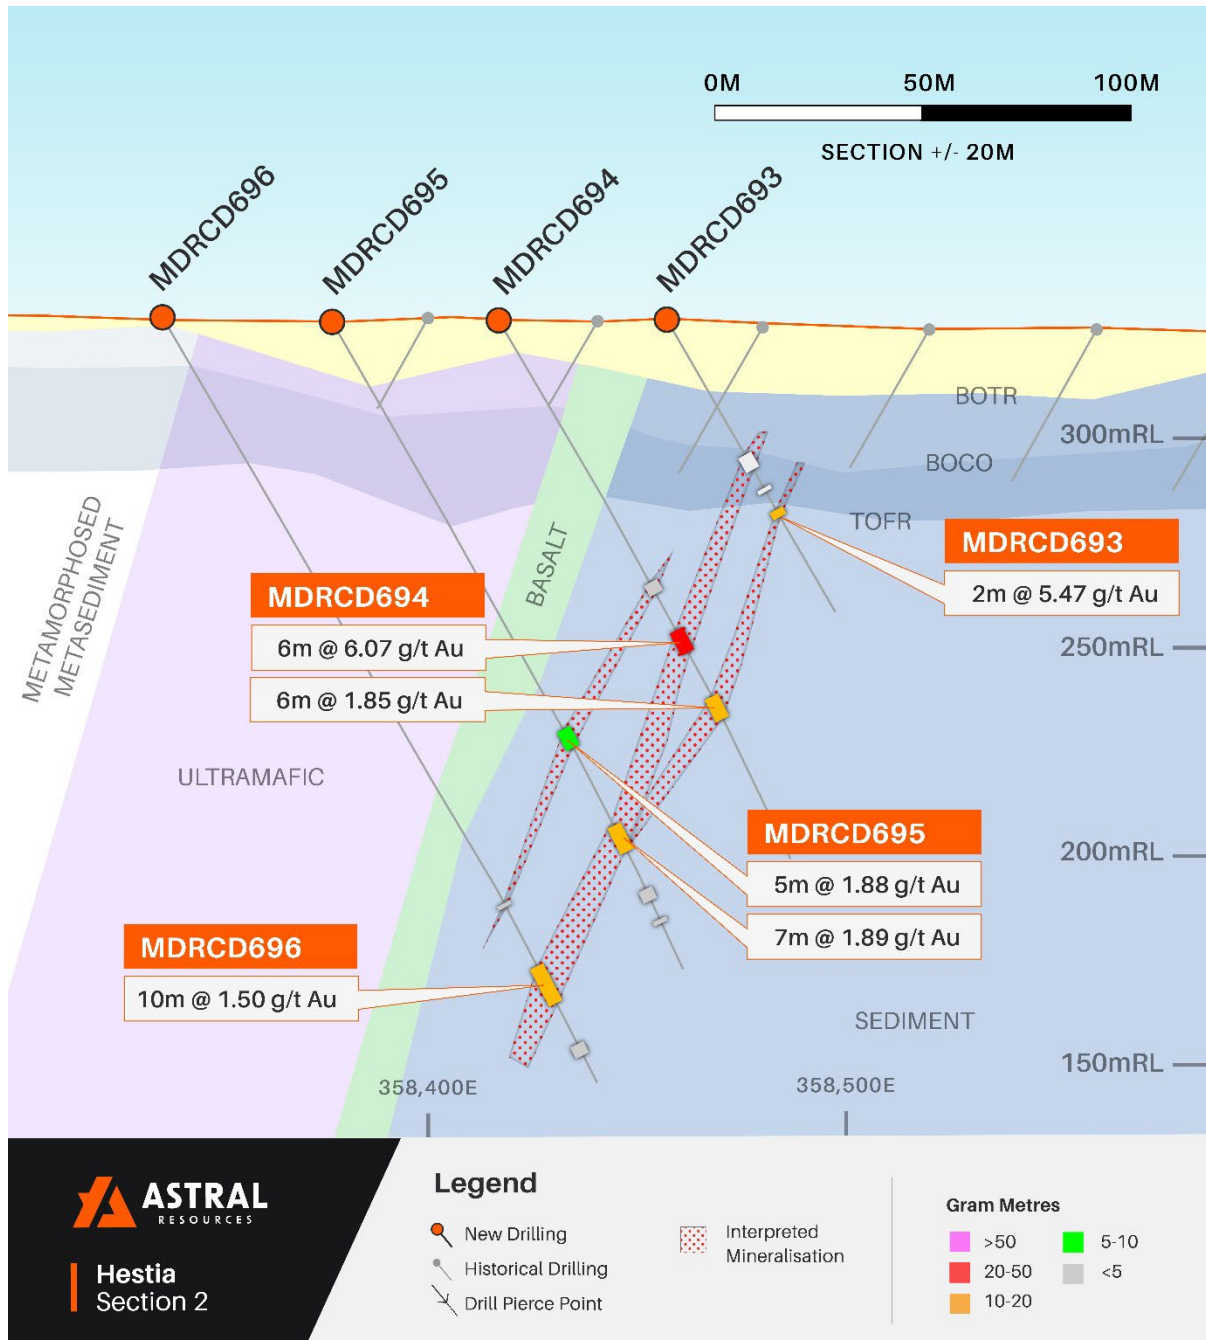 0M 50M 100M
SECTION +/- 20M
MDRCD696
MDRCD695
MDRCD694
MDRCD693
BOTR
300mRL
BOCO
TOFR
METAMORPHOSED
METASEDIMENT
BASALT
MDRCD693
2m @ 5.47 g/t Au
MDRCD694
6m @ 6.07 g/t Au
6m @ 1.85 g/t Au
250mRL
ULTRAMAFIC
MDRCD695
5m @ 1.88 g/t Au
7m @ 1.89 g/t Au
200mRL
MDRCD696
10m @ 1.50 g/t Au
SEDIMENT
150mRL
358,400E
358,500E
ASTRAL
RESOURCES
Hestia
Section 2
Legend
New Drilling
Historical Drilling
Drill Pierce Point
Interpreted
Mineralisation
Gram Metres
>50
20-50
10-20
5-10
<5